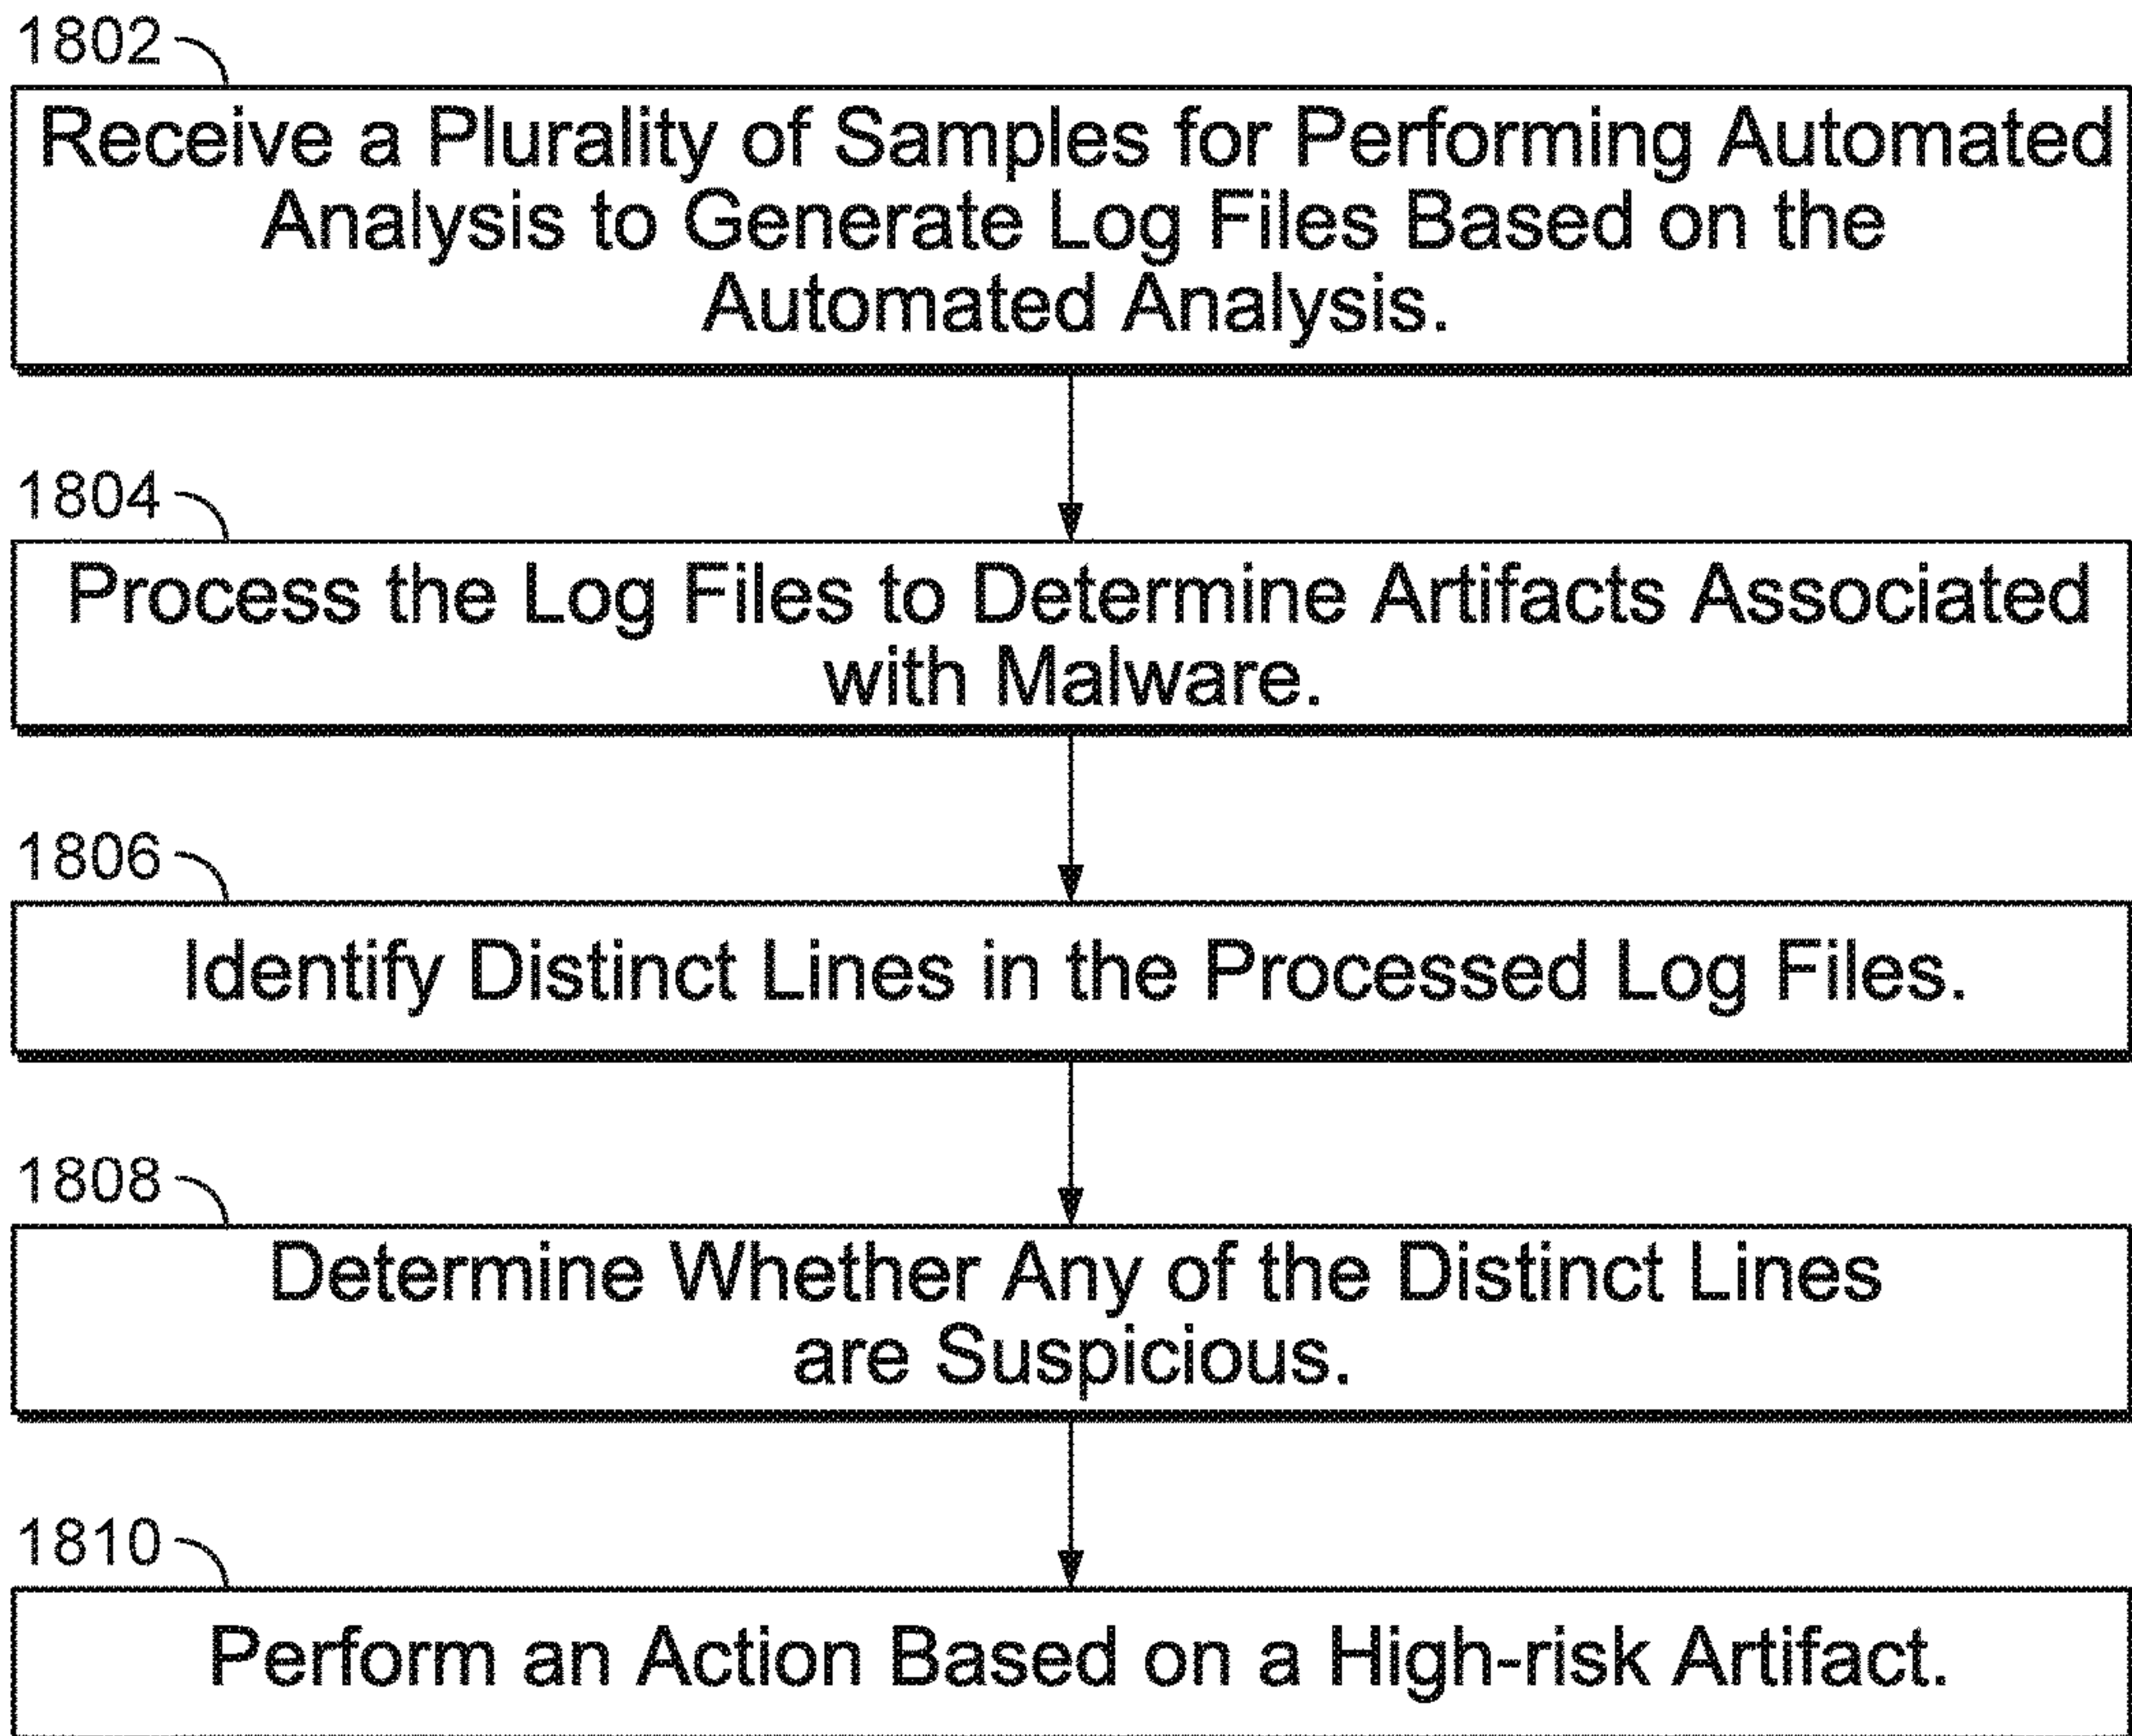 1802
Receive a Plurality of Samples for Performing Automated
Analysis to Generate Log Files Based on the
Automated Analysis.
1804
Process the Log Files to Determine Artifacts Associated
with Malware.
1806
Identify Distinct Lines in the Processed Log Files.
1808
Determine Whether Any of the Distinct Lines
are Suspicious.
1810
Perform an Action Based on a High-risk Artifact.